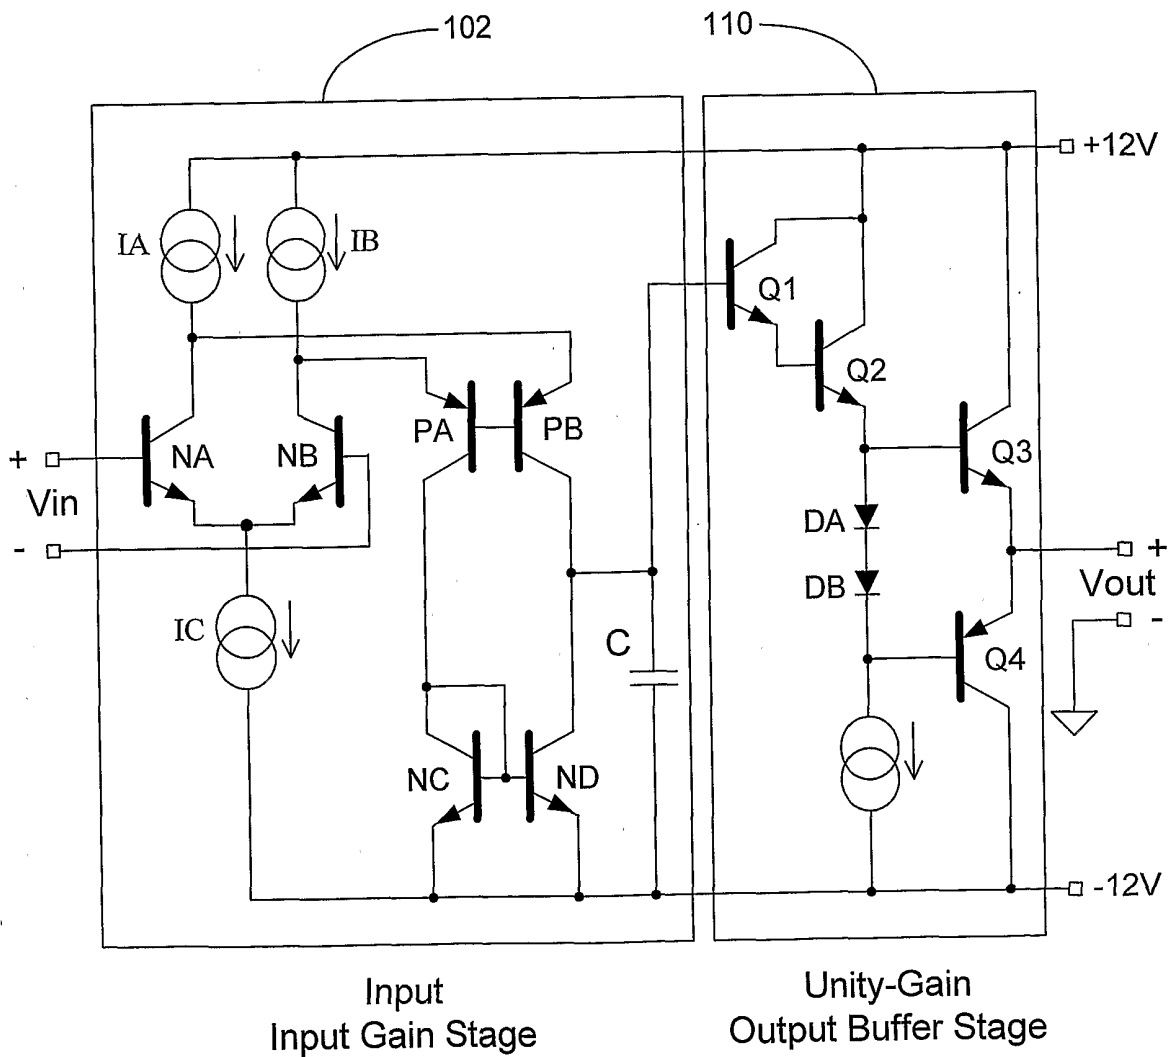 102
110
+12V
IA
IB
Q1
Q2
PA
PB
+
NA
NB
Q3
Vin
-
DA
+
DB
Vout
IC
-
C
Q4
NC
ND
-12V
Input
Input Gain Stage
Unity-Gain
Output Buffer Stage